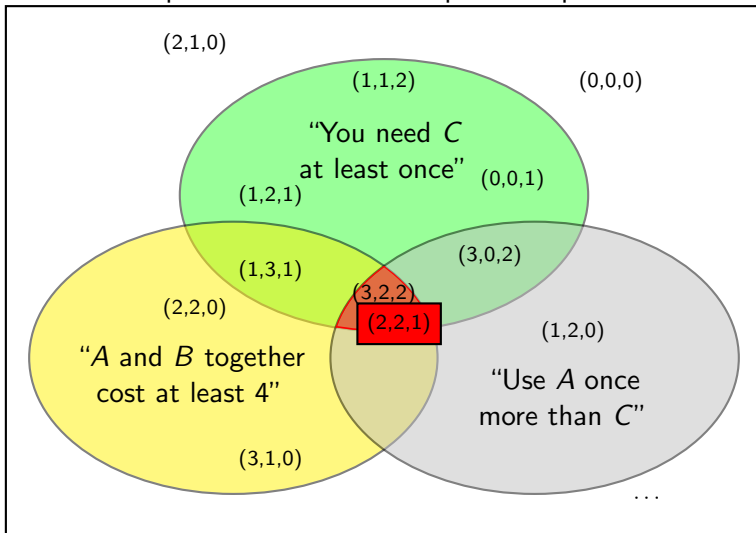 (2,1,0)
(1,1,2)
(0,0,0)
“You need C
at least once”
(0,0,1)
(1,2,1)
(1,3,1)
(3,0,2)
(3,2,2)
(2,2,0)
(2,2,1)
(1,2,0)
“A and B together
cost at least 4”
“Use A once
more than C”
(3,1,0)
...